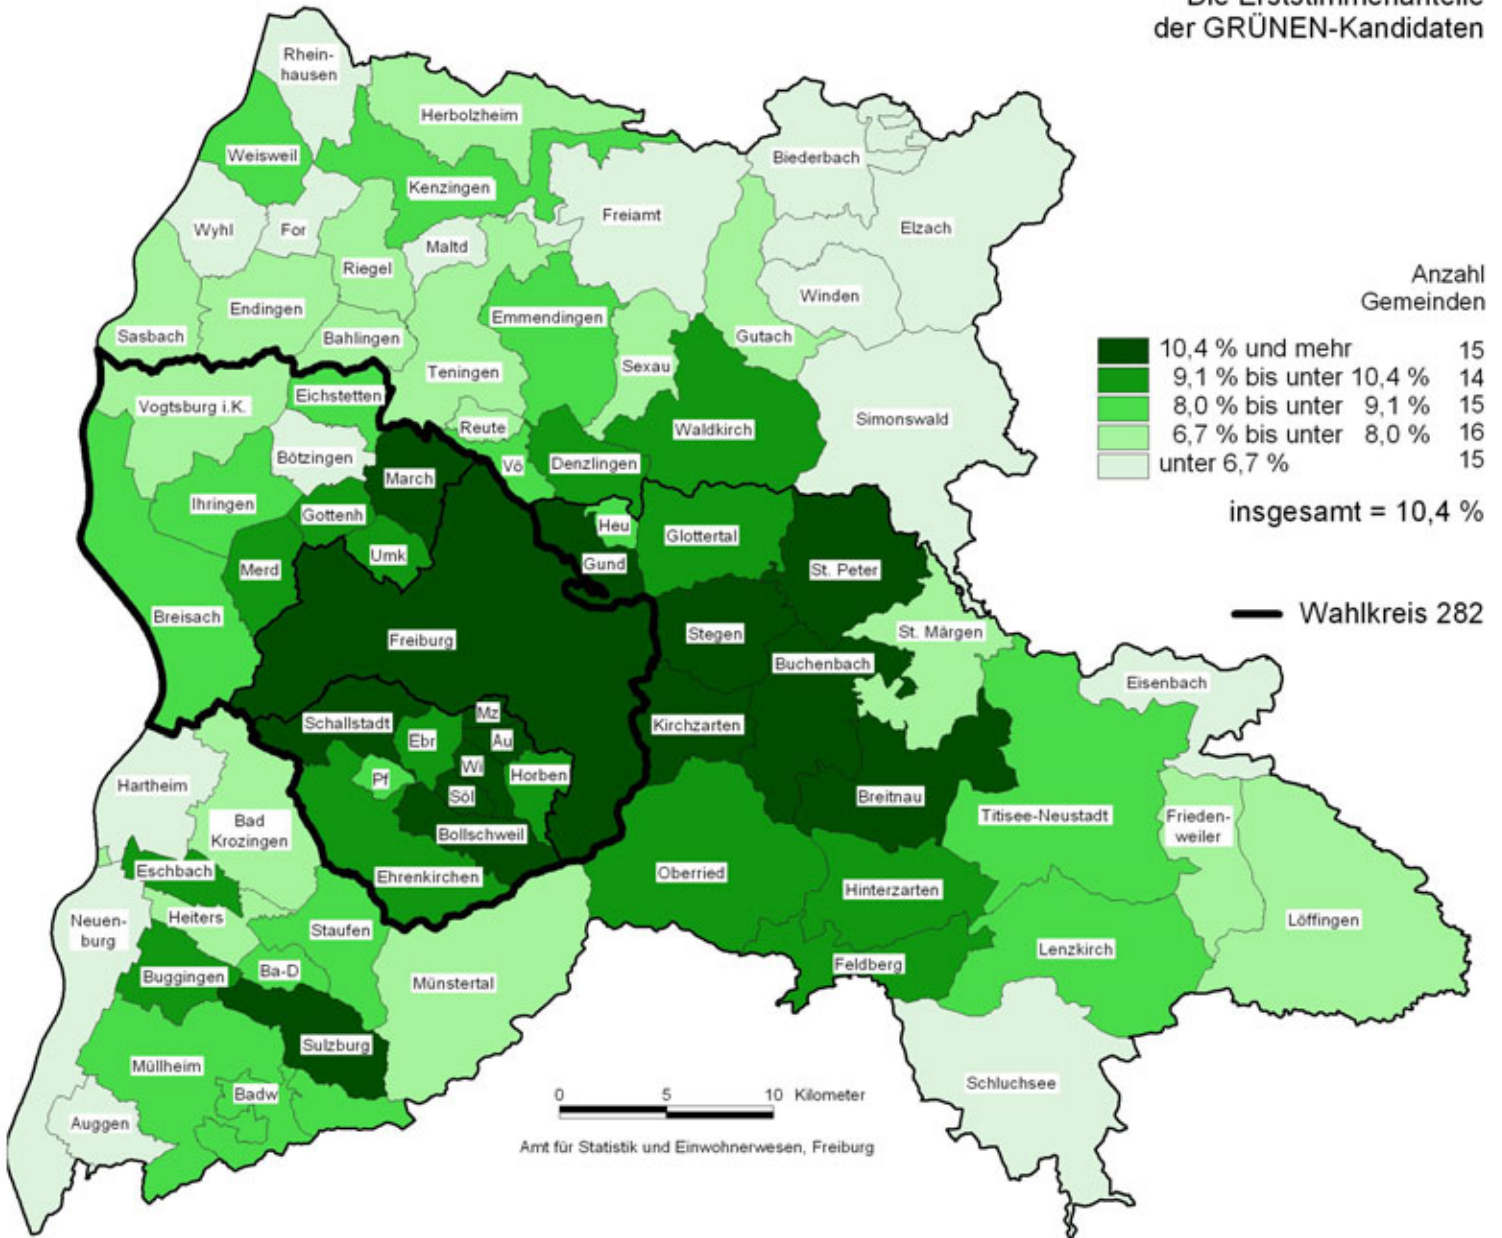 Die Erststimmenanteile
der GRÜNEN-Kandidaten
Rhein-
hausen
Herbolzheim
Weisweil
Biederbach
Kenzingen
Freiamt
Wyhl
For
Maltd
Elzach
Riegel
Winden
Endingen
Emmendingen
Sasbach
Bahlingen
Gutach
Sexau
Teningen
Vogtsburg i.K.
Eichstetten
Simonswald
Reute
Waldkirch
Bötzingen
Denzlingen
Vö
March
Ihringen
Gottenh
Heu
Glottertal
Umk
Gund
Merd
St. Peter
Breisach
Freiburg
Stegen
St. Märgen
Buchenbach
Eisenbach
Schallstadt
Mz
Kirchzarten
Ebr
Au
Wi
Pf
Horben
Hartheim
Söl
Breitnau
Titisee-Neustadt
Frieden-
weiler
Bad
Krozingen
Bollschweil
Eschbach
Ehrenkirchen
Oberried
Hinterzarten
Neuen-
burg
Heiters
Staufen
Löffingen
Lenzkirch
Feldberg
Ba-D
Buggingen
Münstertal
Sulzburg
Müllheim
Schluchsee
Badw
Auggen
Anzahl
Gemeinden
10,4 % und mehr 15
9,1 % bis unter 10,4 % 14
8,0 % bis unter 9,1 % 15
6,7 % bis unter 8,0 % 16
unter 6,7 % 15
insgesamt = 10,4 %
Wahlkreis 282
0 5 10 Kilometer
Amt für Statistik und Einwohnerwesen, Freiburg